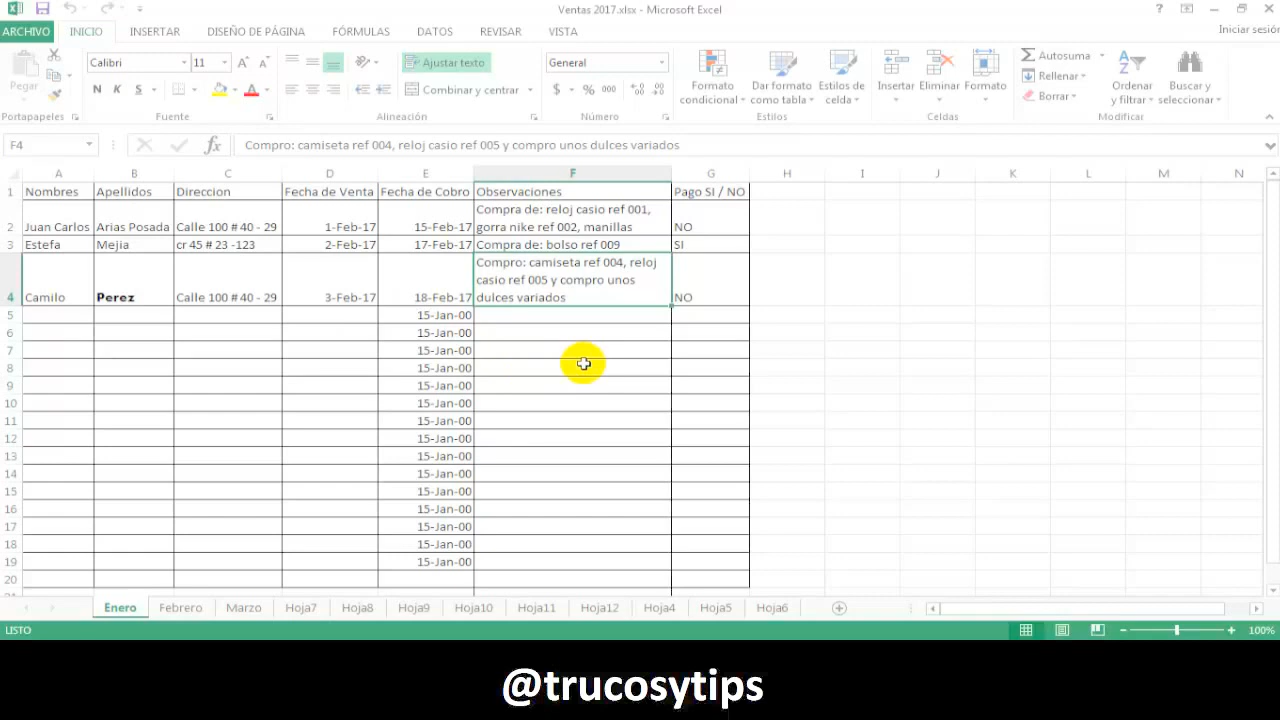 Ventas 2017.xlsx - Microsoft Excel
ARCHIVO INICIO INSERTAR DISEÑO DE PÁGINA FÓRMULAS DATOS REVISAR VISTA Iniciar sesión
Pegar
Portapapeles
Calibri 11
N K S
Fuente
Ajustar texto
Combinar y centrar
Alineación
General
$ % 000
Número
Formato condicional
Dar formato como tabla
Estilos de celda
Estilos
Insertar Eliminar Formato
Celdas
Autosuma
Rellenar
Borrar
Ordenar y filtrar
Buscar y seleccionar
Modificar
F4 fx Compro: camiseta ref 004, reloj casio ref 005 y compro unos dulces variados
A B C D E F G H I J K L M N
1 Nombres Apellidos Direccion Fecha de Venta Fecha de Cobro Observaciones Pago SI / NO
2 Juan Carlos Arias Posada Calle 100 # 40 - 29 1-Feb-17 15-Feb-17 Compra de: reloj casio ref 001, gorra nike ref 002, manillas NO
3 Estefa Mejia cr 45 # 23 -123 2-Feb-17 17-Feb-17 Compra de: bolso ref 009 SI
4 Camilo Perez Calle 100 # 40 - 29 3-Feb-17 18-Feb-17 Compro: camiseta ref 004, reloj casio ref 005 y compro unos dulces variados NO
5 15-Jan-00
6 15-Jan-00
7 15-Jan-00
8 15-Jan-00
9 15-Jan-00
10 15-Jan-00
11 15-Jan-00
12 15-Jan-00
13 15-Jan-00
14 15-Jan-00
15 15-Jan-00
16 15-Jan-00
17 15-Jan-00
18 15-Jan-00
19 15-Jan-00
20
Enero Febrero Marzo Hoja7 Hoja8 Hoja9 Hoja10 Hoja11 Hoja12 Hoja4 Hoja5 Hoja6
LISTO 100%
@trucosytips